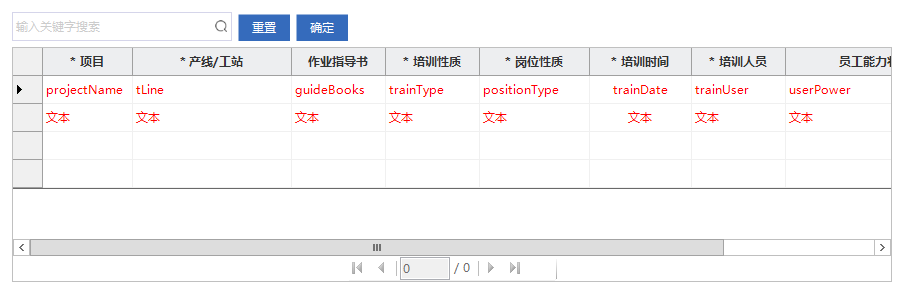 输入关键字搜索 重置 确定
* 项目 * 产线/工站 作业指导书 * 培训性质 * 岗位性质 * 培训时间 * 培训人员 员工能力
projectName tLine guideBooks trainType positionType trainDate trainUser userPower
文本 文本 文本 文本 文本 文本 文本 文本
0 / 0